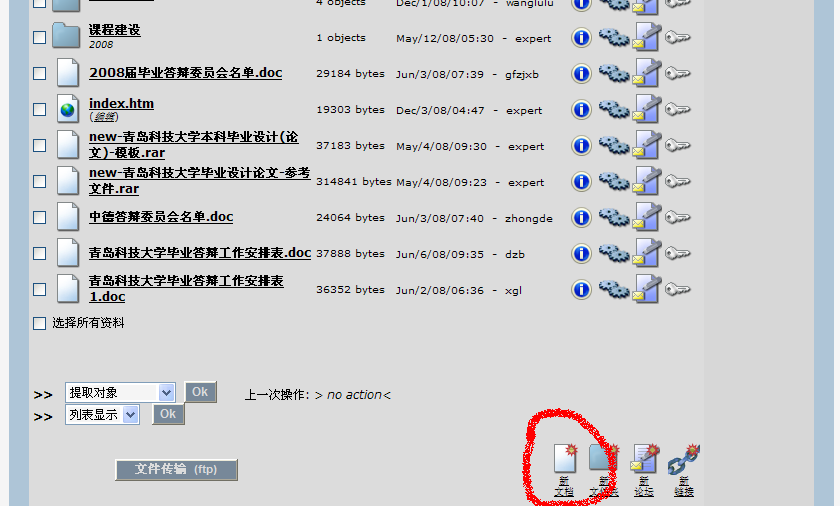 4 objects Dec/1/08/10:07 - wanglulu
课程建设
2008
1 objects May/12/08/05:30 - expert
2008届毕业答辩委员会名单.doc 29184 bytes Jun/3/08/07:39 - gfzjxb
index.htm
(编辑)
19303 bytes Dec/3/08/04:47 - expert
new-青岛科技大学本科毕业设计(论
文)-模板.rar
37183 bytes May/4/08/09:30 - expert
new-青岛科技大学毕业设计论文-参考
文件.rar
314841 bytes May/4/08/09:23 - expert
中德答辩委员会名单.doc 24064 bytes Jun/3/08/07:40 - zhongde
青岛科技大学毕业答辩工作安排表.doc 37888 bytes Jun/6/08/09:35 - dzb
青岛科技大学毕业答辩工作安排表
1.doc
36352 bytes Jun/2/08/06:36 - xgl
选择所有资料
>> 提取对象 Ok 上一次操作: > no action<
>> 列表显示 Ok
文件传输 (ftp)
新
文档
新
新
论坛
新
链接